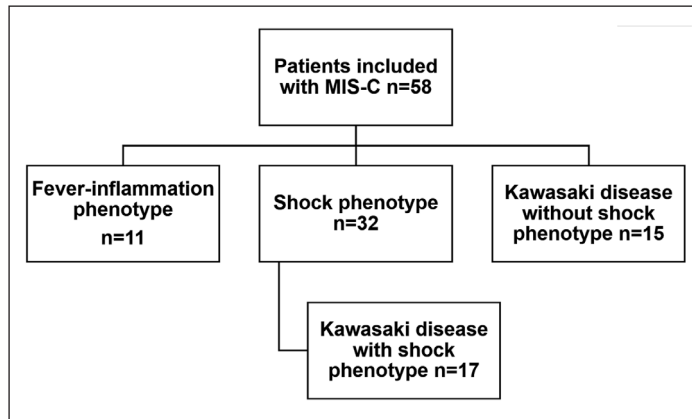 Patients included
with MIS-C n=58
Fever-inflammation
phenotype
n=11
Shock phenotype
n=32
Kawasaki disease
without shock
phenotype n=15
Kawasaki disease
with shock
phenotype n=17